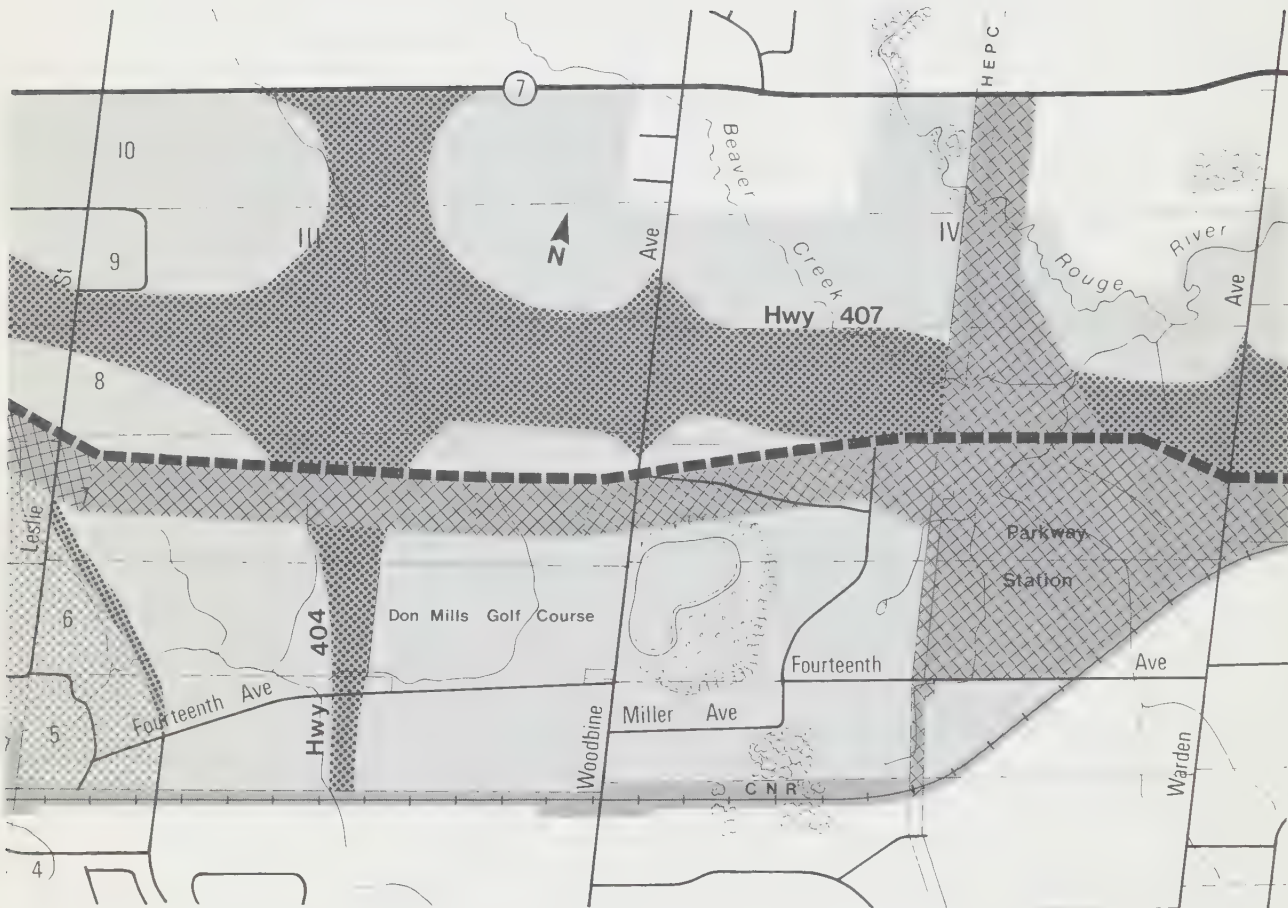 HEPC
7
10
III
N
Ave
Beaver
Creek
IV
Rouge
River
Ave
9
St
Hwy 407
8
7
Leslie
Parkway
Station
6
Don Mills Golf Course
Hwy 404
Fourteenth Ave
Fourteenth Ave
5
Woodbine
Miller Ave
Warden
CNR
4